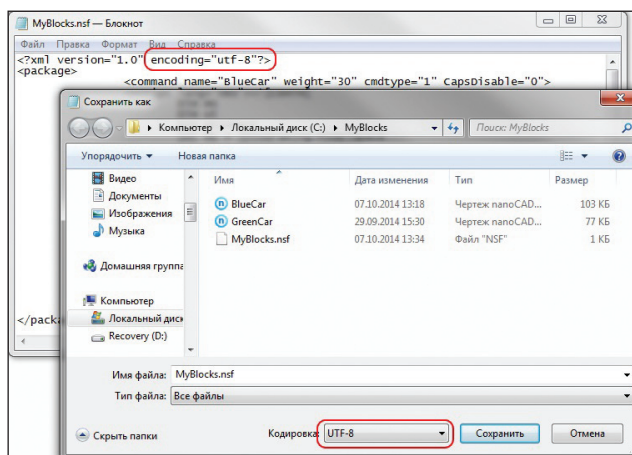 MyBlocks.nsf — Блокнот
Файл Правка Формат Вид Справка
<?xml version="1.0" encoding="utf-8"?>
<package>
<command name="BlueCar" weight="30" cmdtype="1" CapsDisable="0">
Сохранить как
Компьютер Локальный диск (C:) MyBlocks
Поиск: MyBlocks
Упорядочить Новая папка
Видео
Документы
Изображения
Музыка
Домашняя группа
Компьютер
Локальный диск
Recovery (D:)
Имя Дата изменения Тип Размер
BlueCar 07.10.2014 13:18 Чертеж nanoCAD... 103 КБ
GreenCar 29.09.2014 15:30 Чертеж nanoCAD... 77 КБ
MyBlocks.nsf 07.10.2014 13:34 Файл "NSF" 1 КБ
</packa
Имя файла: MyBlocks.nsf
Тип файла: Все файлы
Скрыть папки Кодировка: UTF-8 Сохранить Отмена